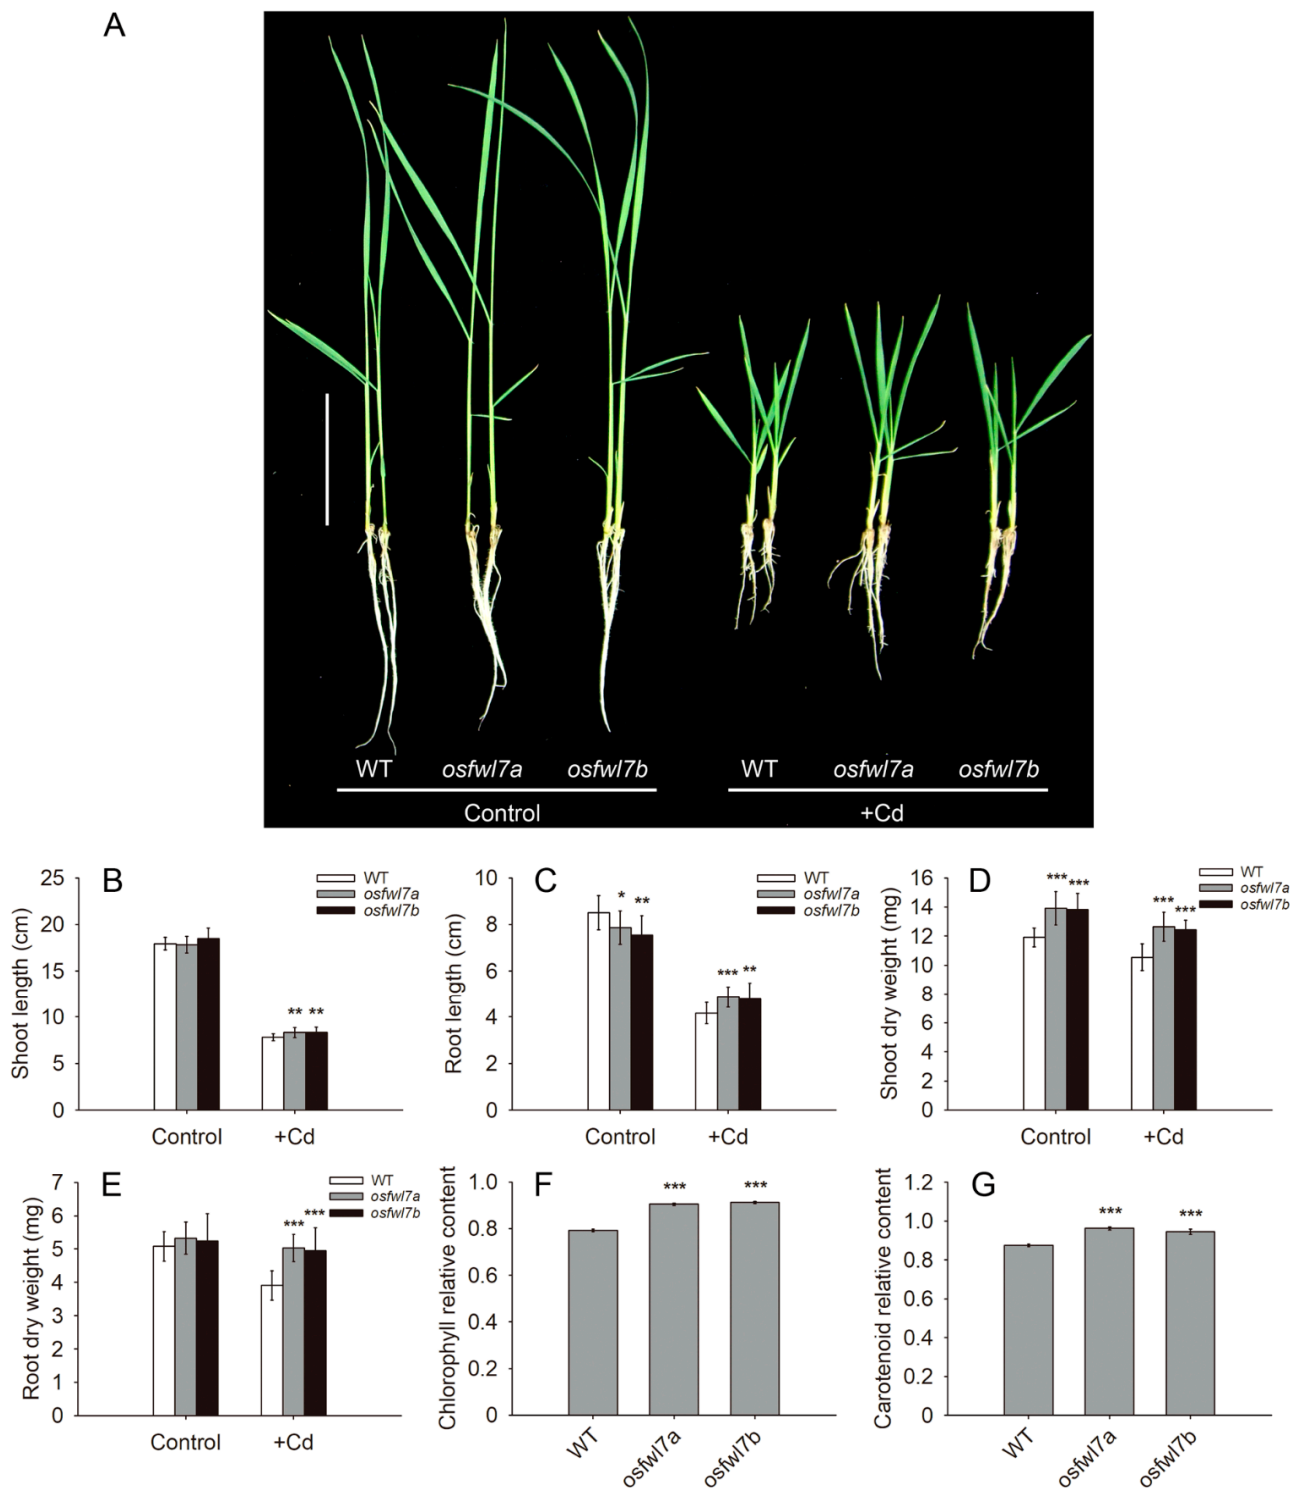 A
WT osfwl7a osfwl7b WT osfwl7a osfwl7b
Control +Cd
B
Shoot length (cm)
25
20
15
10
5
0
WT
osfwl7a
osfwl7b
** **
Control +Cd
C
Root length (cm)
10
8
6
4
2
0
WT
osfwl7a
osfwl7b
* **
*** **
Control +Cd
D
Shoot dry weight (mg)
16
14
12
10
8
6
4
2
0
WT
osfwl7a
osfwl7b
*** ***
*** ***
Control +Cd
E
Root dry weight (mg)
7
6
5
4
3
2
1
0
WT
osfwl7a
osfwl7b
*** ***
Control +Cd
F
Chlorophyll relative content
1.0
0.8
0.6
0.4
0.2
0
*** ***
WT osfwl7a osfwl7b
G
Carotenoid relative content
1.2
1.0
0.8
0.6
0.4
0.2
0
*** ***
WT osfwl7a osfwl7b